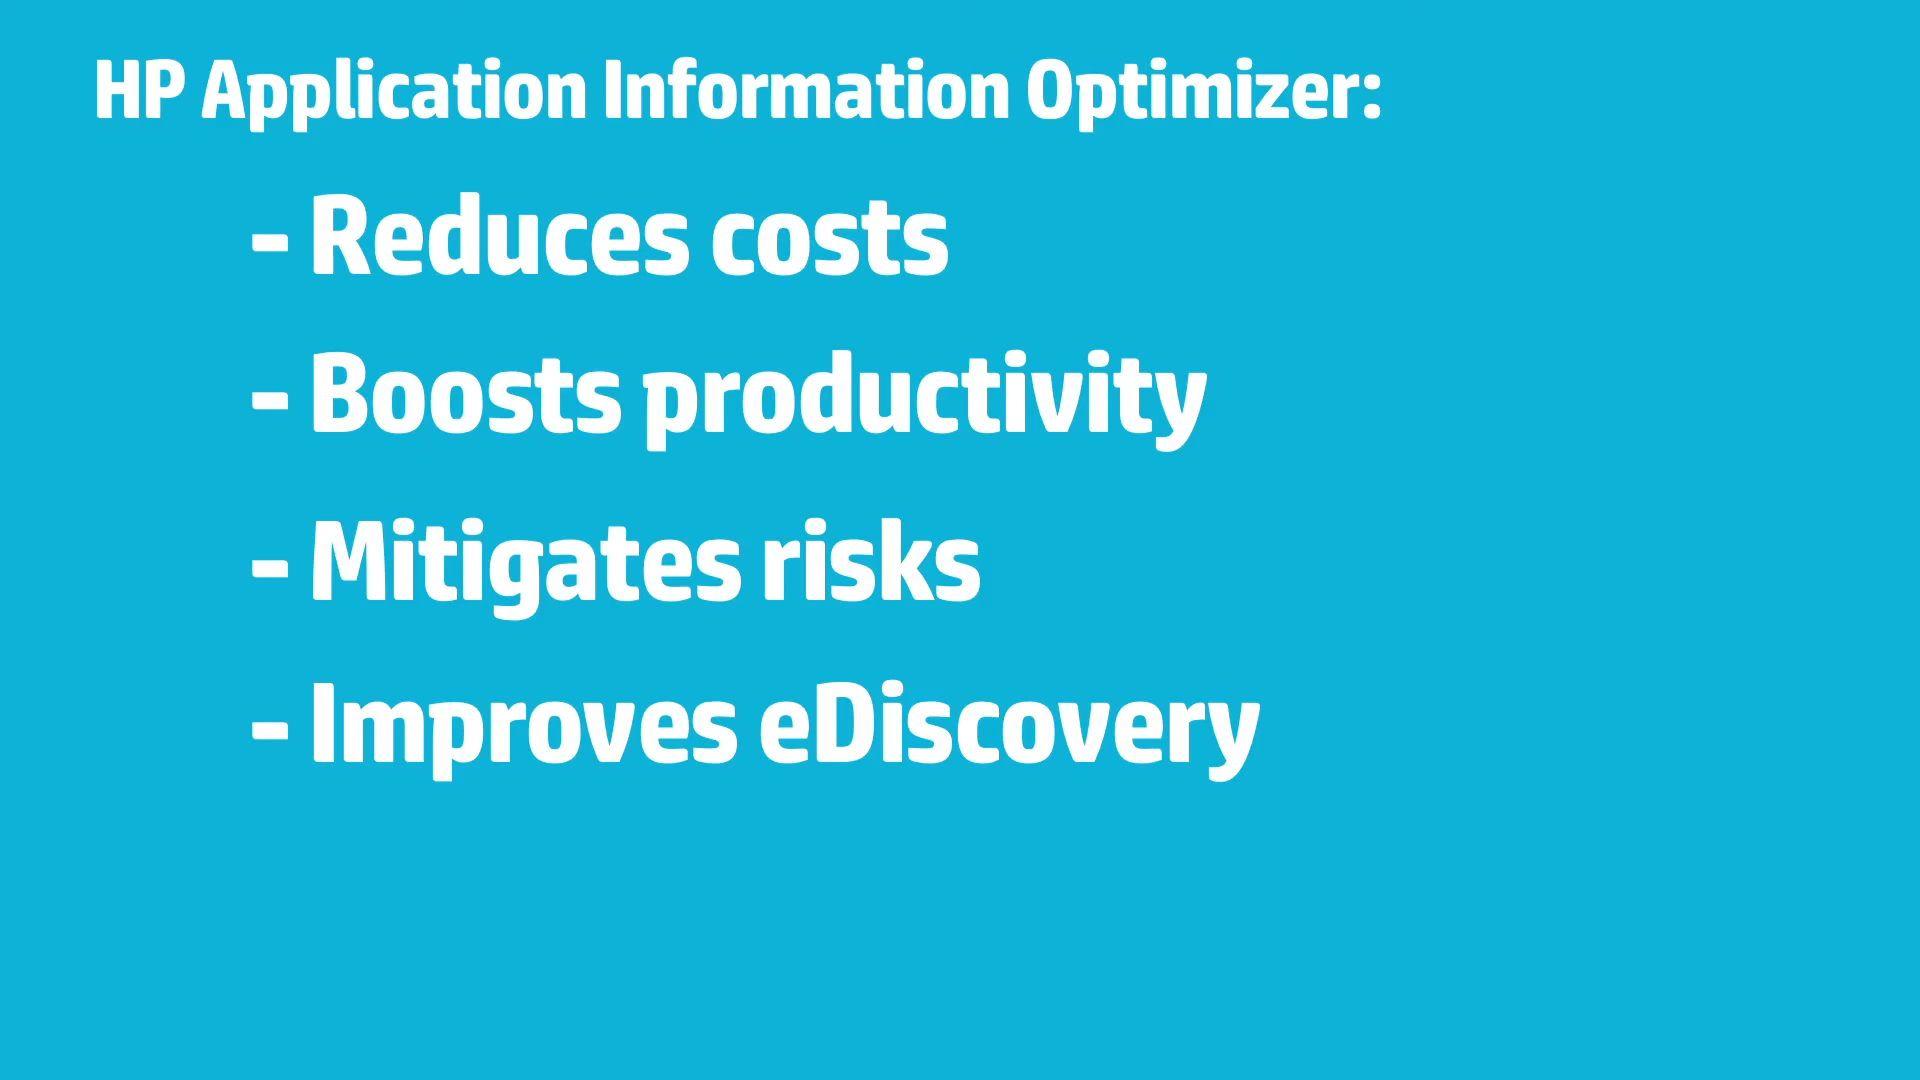 HP Application Information Optimizer:
- Reduces costs
- Boosts productivity
- Mitigates risks
- Improves eDiscovery